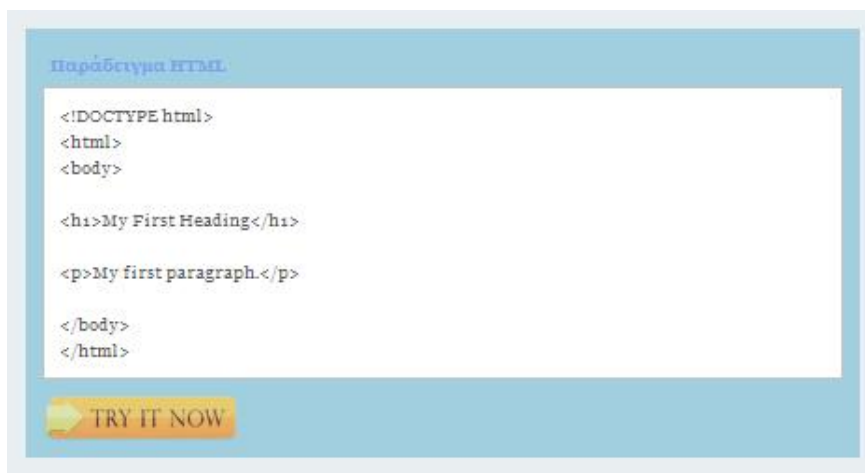 Παράδειγμα HTML
<!DOCTYPE html>
<html>
<body>
<h1>My First Heading</h1>
<p>My first paragraph.</p>
</body>
</html>
TRY IT NOW